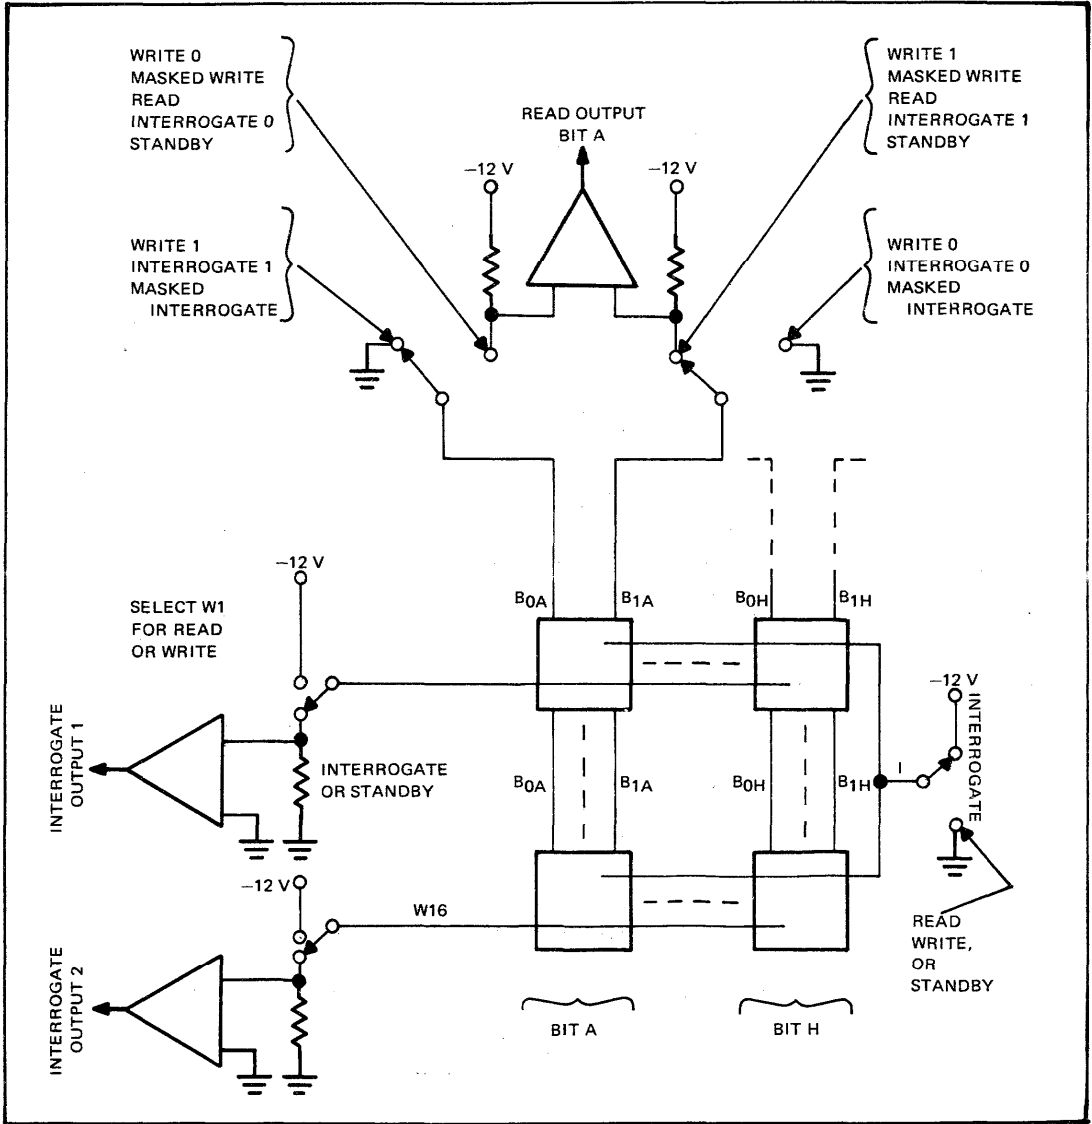 WRITE 0
MASKED WRITE
READ
INTERROGATE 0
STANDBY
WRITE 1
MASKED WRITE
READ
INTERROGATE 1
STANDBY
READ OUTPUT
BIT A
−12 V
−12 V
WRITE 1
INTERROGATE 1
MASKED
INTERROGATE
WRITE 0
INTERROGATE 0
MASKED
INTERROGATE
−12 V
SELECT W1
FOR READ
OR WRITE
B0A
B1A
B0H
B1H
−12 V
INTERROGATE
INTERROGATE
OUTPUT 1
INTERROGATE
OR STANDBY
B0A
B1A
B0H
B1H
I
−12 V
W16
READ
WRITE,
OR
STANDBY
INTERROGATE
OUTPUT 2
BIT A
BIT H